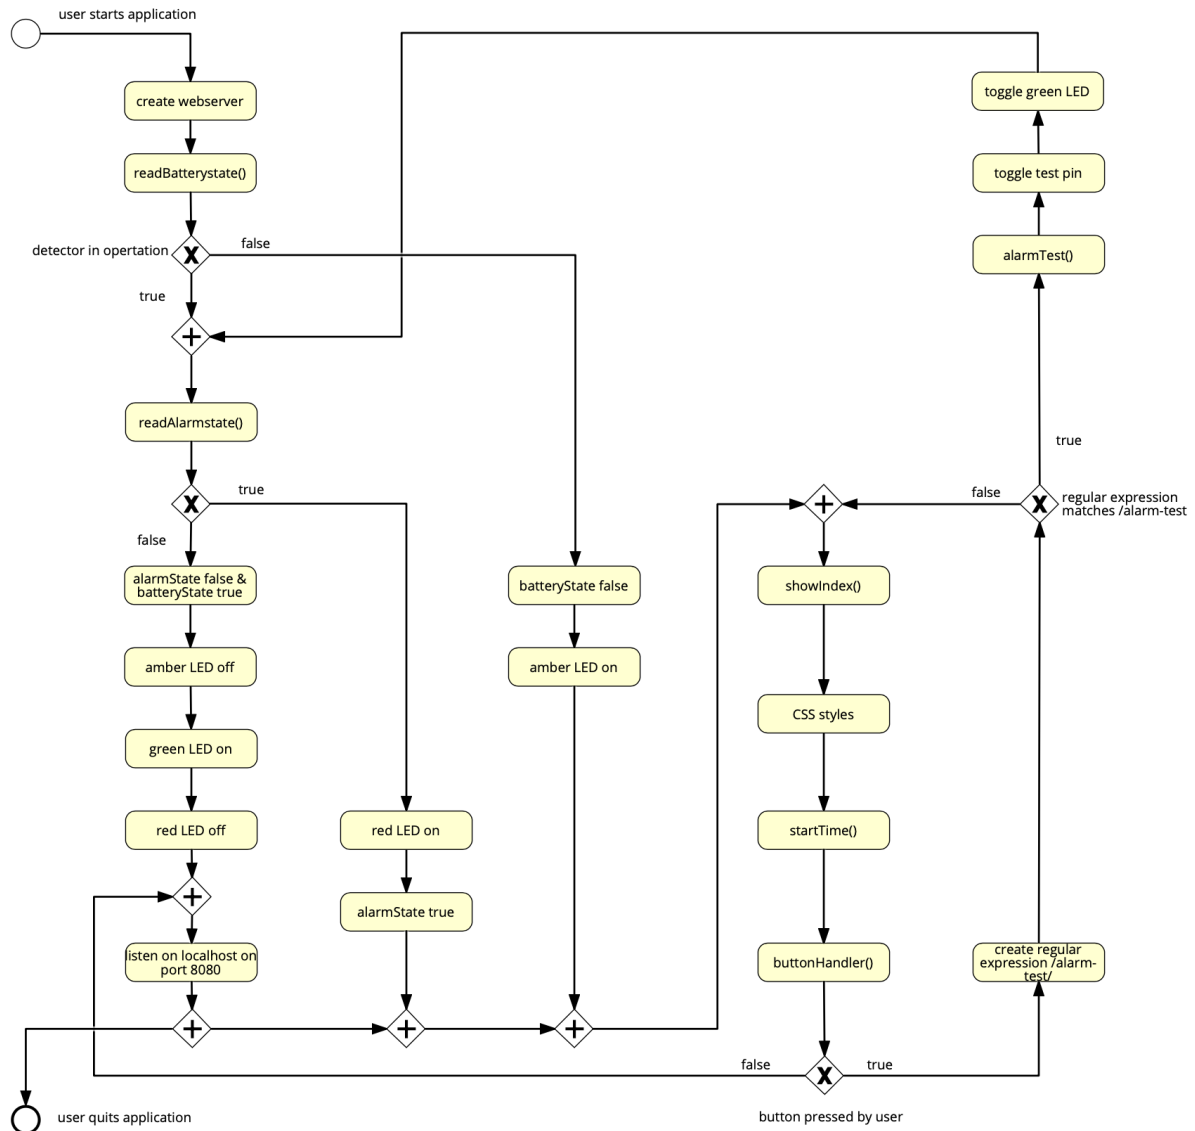 user starts application
create webserver
toggle green LED
readBatterystate()
toggle test pin
detector in opertation
false
alarmTest()
true
readAlarmstate()
true
true
false
regular expression
matches /alarm-test
false
alarmState false &
batteryState true
batteryState false
showIndex()
amber LED off
amber LED on
CSS styles
green LED on
red LED off
red LED on
startTime()
alarmState true
listen on localhost on
port 8080
buttonHandler()
create regular
expression /alarm-
test/
false
true
user quits application
button pressed by user